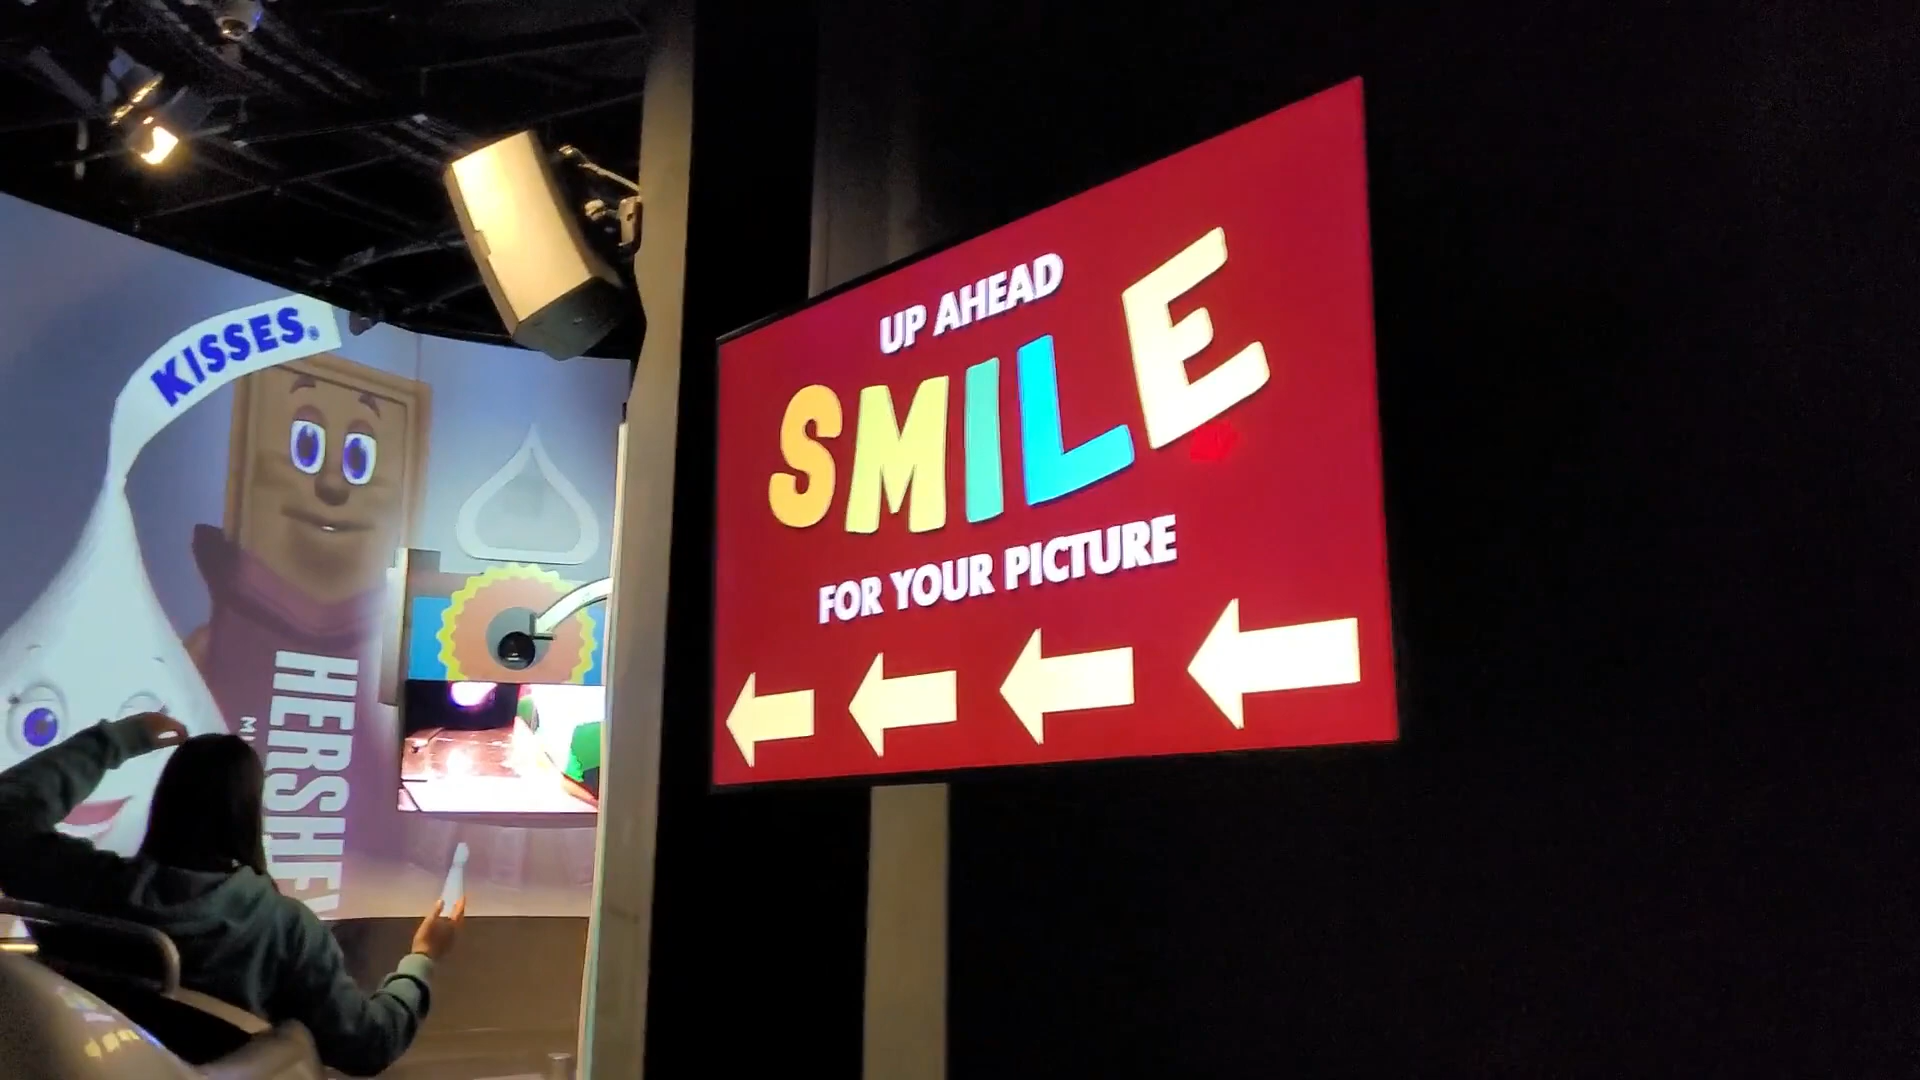 KISSES®
HERSHEY
UP AHEAD
SMILE
FOR YOUR PICTURE